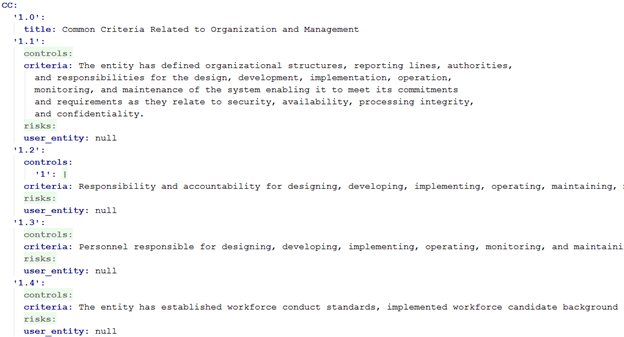 CC:
'1.0':
title: Common Criteria Related to Organization and Management
'1.1':
controls:
criteria: The entity has defined organizational structures, reporting lines, authorities,
and responsibilities for the design, development, implementation, operation,
monitoring, and maintenance of the system enabling it to meet its commitments
and requirements as they relate to security, availability, processing integrity,
and confidentiality.
risks:
user_entity: null
'1.2':
controls:
'1': |
criteria: Responsibility and accountability for designing, developing, implementing, operating, maintaining,
risks:
user_entity: null
'1.3':
controls:
criteria: Personnel responsible for designing, developing, implementing, operating, monitoring, and maintaini
risks:
user_entity: null
'1.4':
controls:
criteria: The entity has established workforce conduct standards, implemented workforce candidate background
risks:
user_entity: null